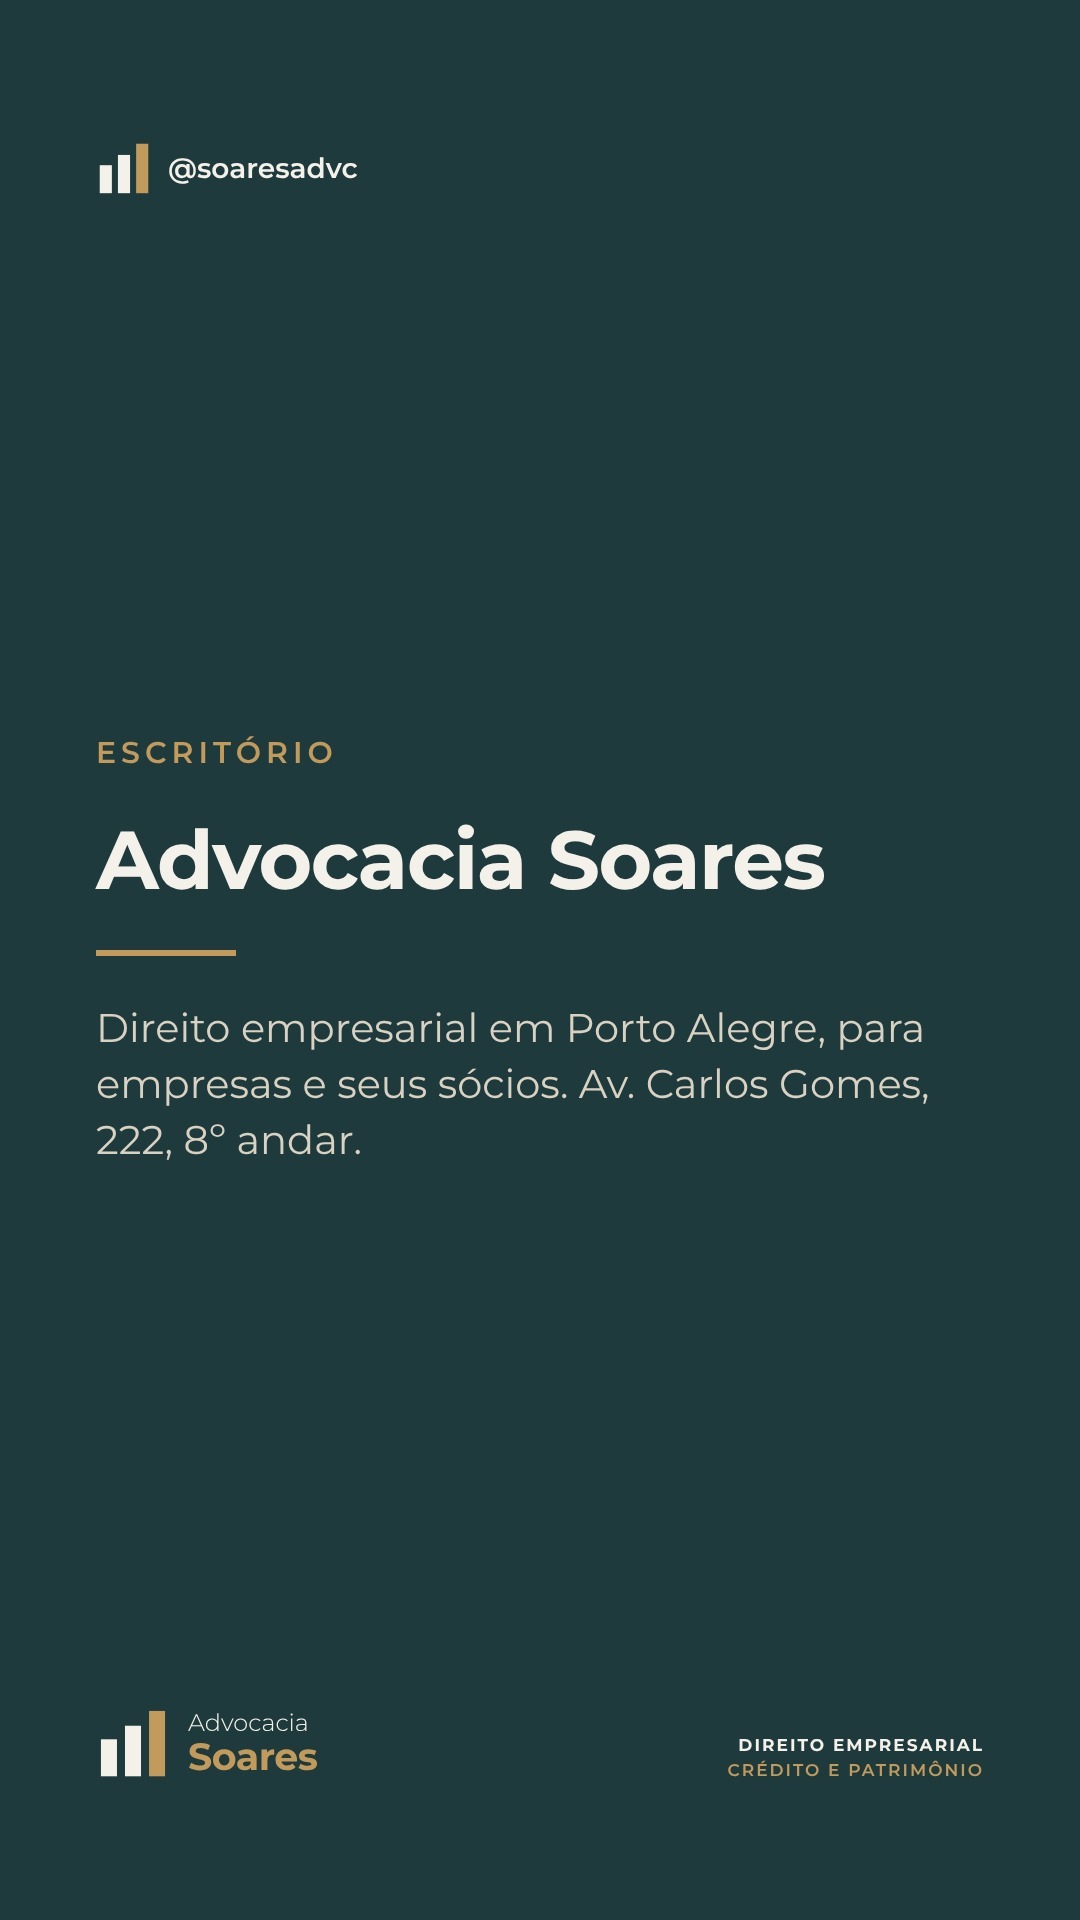 @soaresadvc
ESCRITÓRIO
Advocacia Soares
Direito empresarial em Porto Alegre, para
empresas e seus sócios. Av. Carlos Gomes,
222, 8º andar.
Advocacia
Soares
DIREITO EMPRESARIAL
CRÉDITO E PATRIMÔNIO